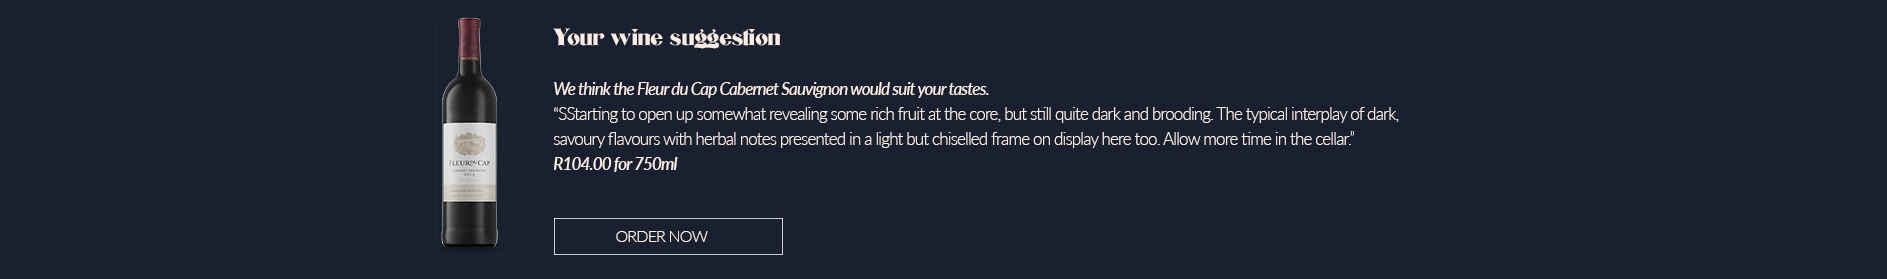 Your wine suggestion
We think the Fleur du Cap Cabernet Sauvignon would suit your tastes.
“SStarting to open up somewhat revealing some rich fruit at the core, but still quite dark and brooding. The typical interplay of dark,
savoury flavours with herbal notes presented in a light but chiselled frame on display here too. Allow more time in the cellar.”
R104.00 for 750ml
FLEUR DU CAP
ORDER NOW